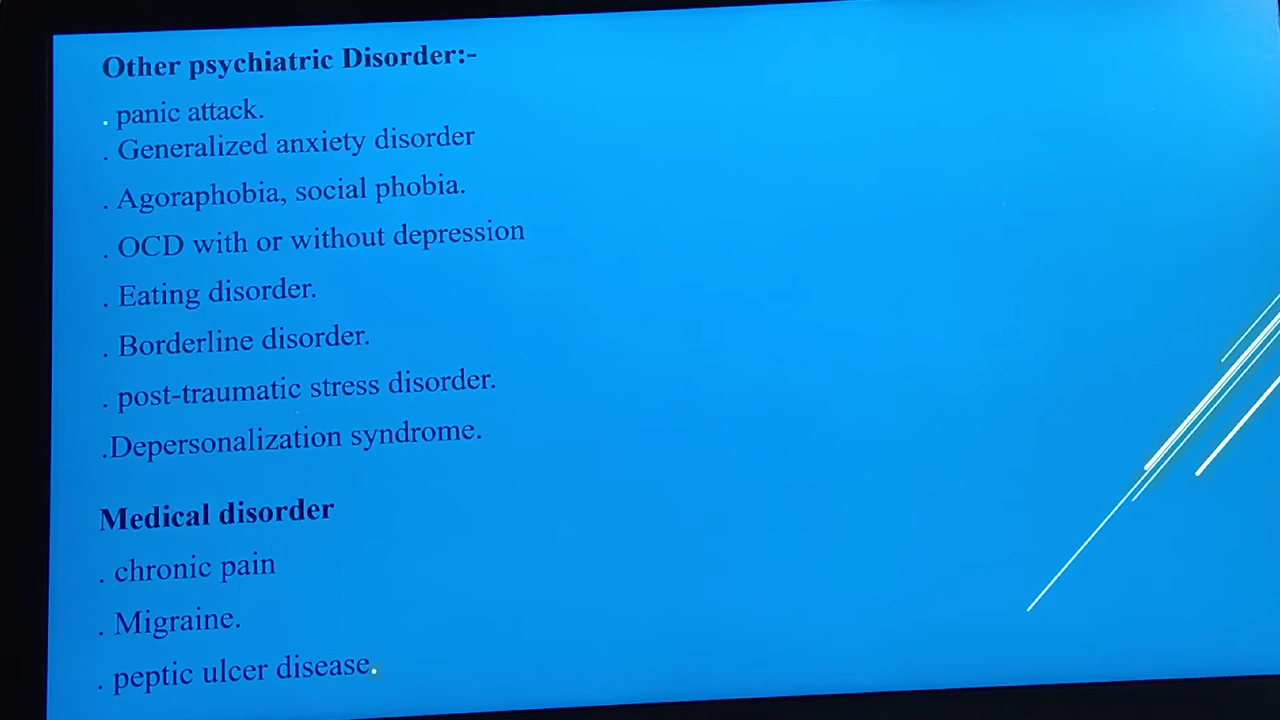 Other psychiatric Disorder:-
. panic attack.
. Generalized anxiety disorder
. Agoraphobia, social phobia.
. OCD with or without depression
. Eating disorder.
. Borderline disorder.
. post-traumatic stress disorder.
.Depersonalization syndrome.
Medical disorder
. chronic pain
. Migraine.
. peptic ulcer disease.